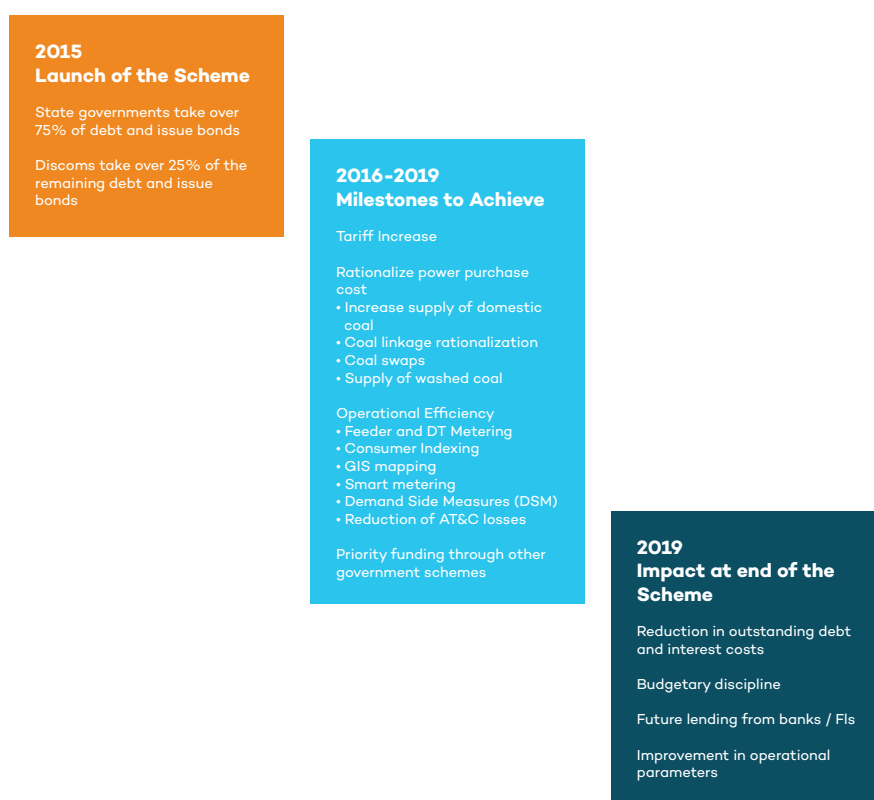 2015
Launch of the Scheme
State governments take over
75% of debt and issue bonds
Discoms take over 25% of the
remaining debt and issue
bonds
2016-2019
Milestones to Achieve
Tariff Increase
Rationalize power purchase
cost
• Increase supply of domestic
coal
• Coal linkage rationalization
• Coal swaps
• Supply of washed coal
Operational Efficiency
• Feeder and DT Metering
• Consumer Indexing
• GIS mapping
• Smart metering
• Demand Side Measures (DSM)
• Reduction of AT&C losses
Priority funding through other
government schemes
2019
Impact at end of the
Scheme
Reduction in outstanding debt
and interest costs
Budgetary discipline
Future lending from banks / FIs
Improvement in operational
parameters